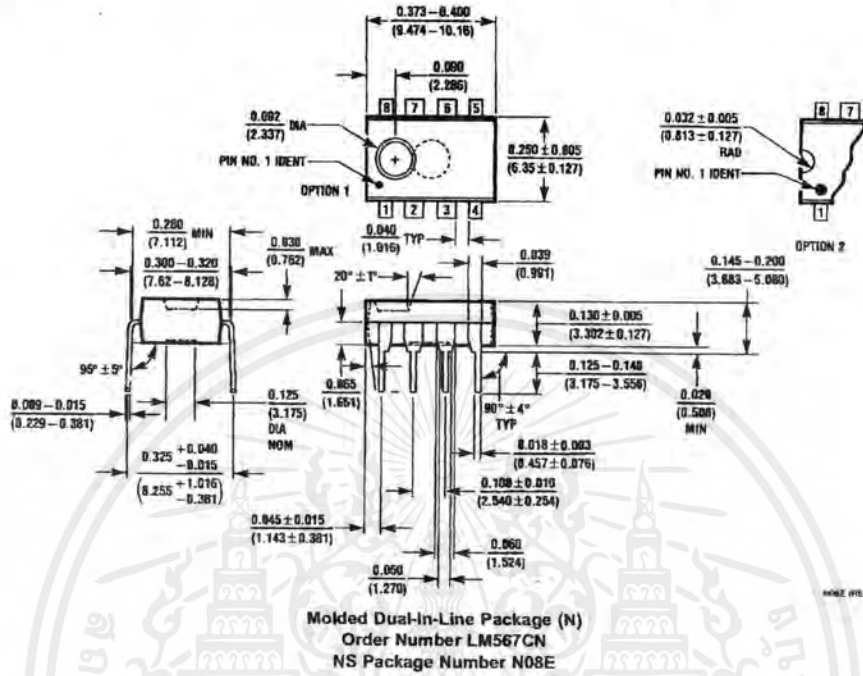 0.373−0.400
(9.474−10.16)
0.090
(2.286)
8 7 6 5
0.092 DIA
(2.337)
PIN NO. 1 IDENT
OPTION 1
0.250 ± 0.005
(6.35 ± 0.127)
1 2 3 4
0.032 ± 0.005
(0.813 ± 0.127)
RAD
PIN NO. 1 IDENT
8 7
1
OPTION 2
0.280 MIN
(7.112)
0.300−0.320
(7.62−8.128)
0.030 MAX
(0.762)
0.040 TYP
(1.016)
20° ± 1°
0.039
(0.991)
0.145−0.200
(3.683−5.080)
0.130 ± 0.005
(3.302 ± 0.127)
95° ± 5°
0.009−0.015
(0.229−0.381)
0.125
(3.175)
DIA
NOM
0.065
(1.651)
90° ± 4°
TYP
0.125−0.140
(3.175−3.556)
0.020
(0.508)
MIN
0.325 +0.040
−0.015
(8.255 +1.016
−0.381)
0.018 ± 0.003
(0.457 ± 0.076)
0.100 ± 0.010
(2.540 ± 0.254)
0.045 ± 0.015
(1.143 ± 0.381)
0.060
(1.524)
0.050
(1.270)
Molded Dual-In-Line Package (N)
Order Number LM567CN
NS Package Number N08E